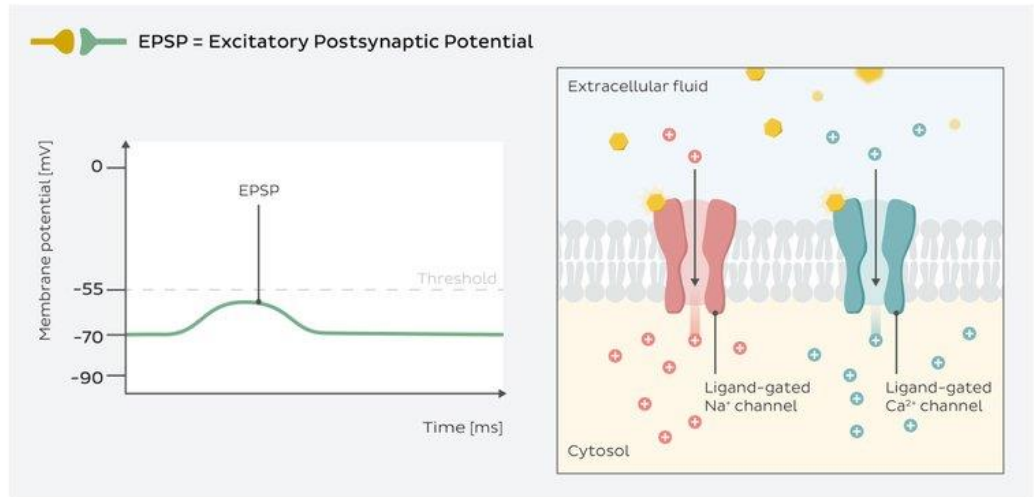 EPSP = Excitatory Postsynaptic Potential
Membrane potential [mV]
0
-55
-70
-90
EPSP
Threshold
Time [ms]
Extracellular fluid
Ligand-gated
Na⁺ channel
Ligand-gated
Ca²⁺ channel
Cytosol